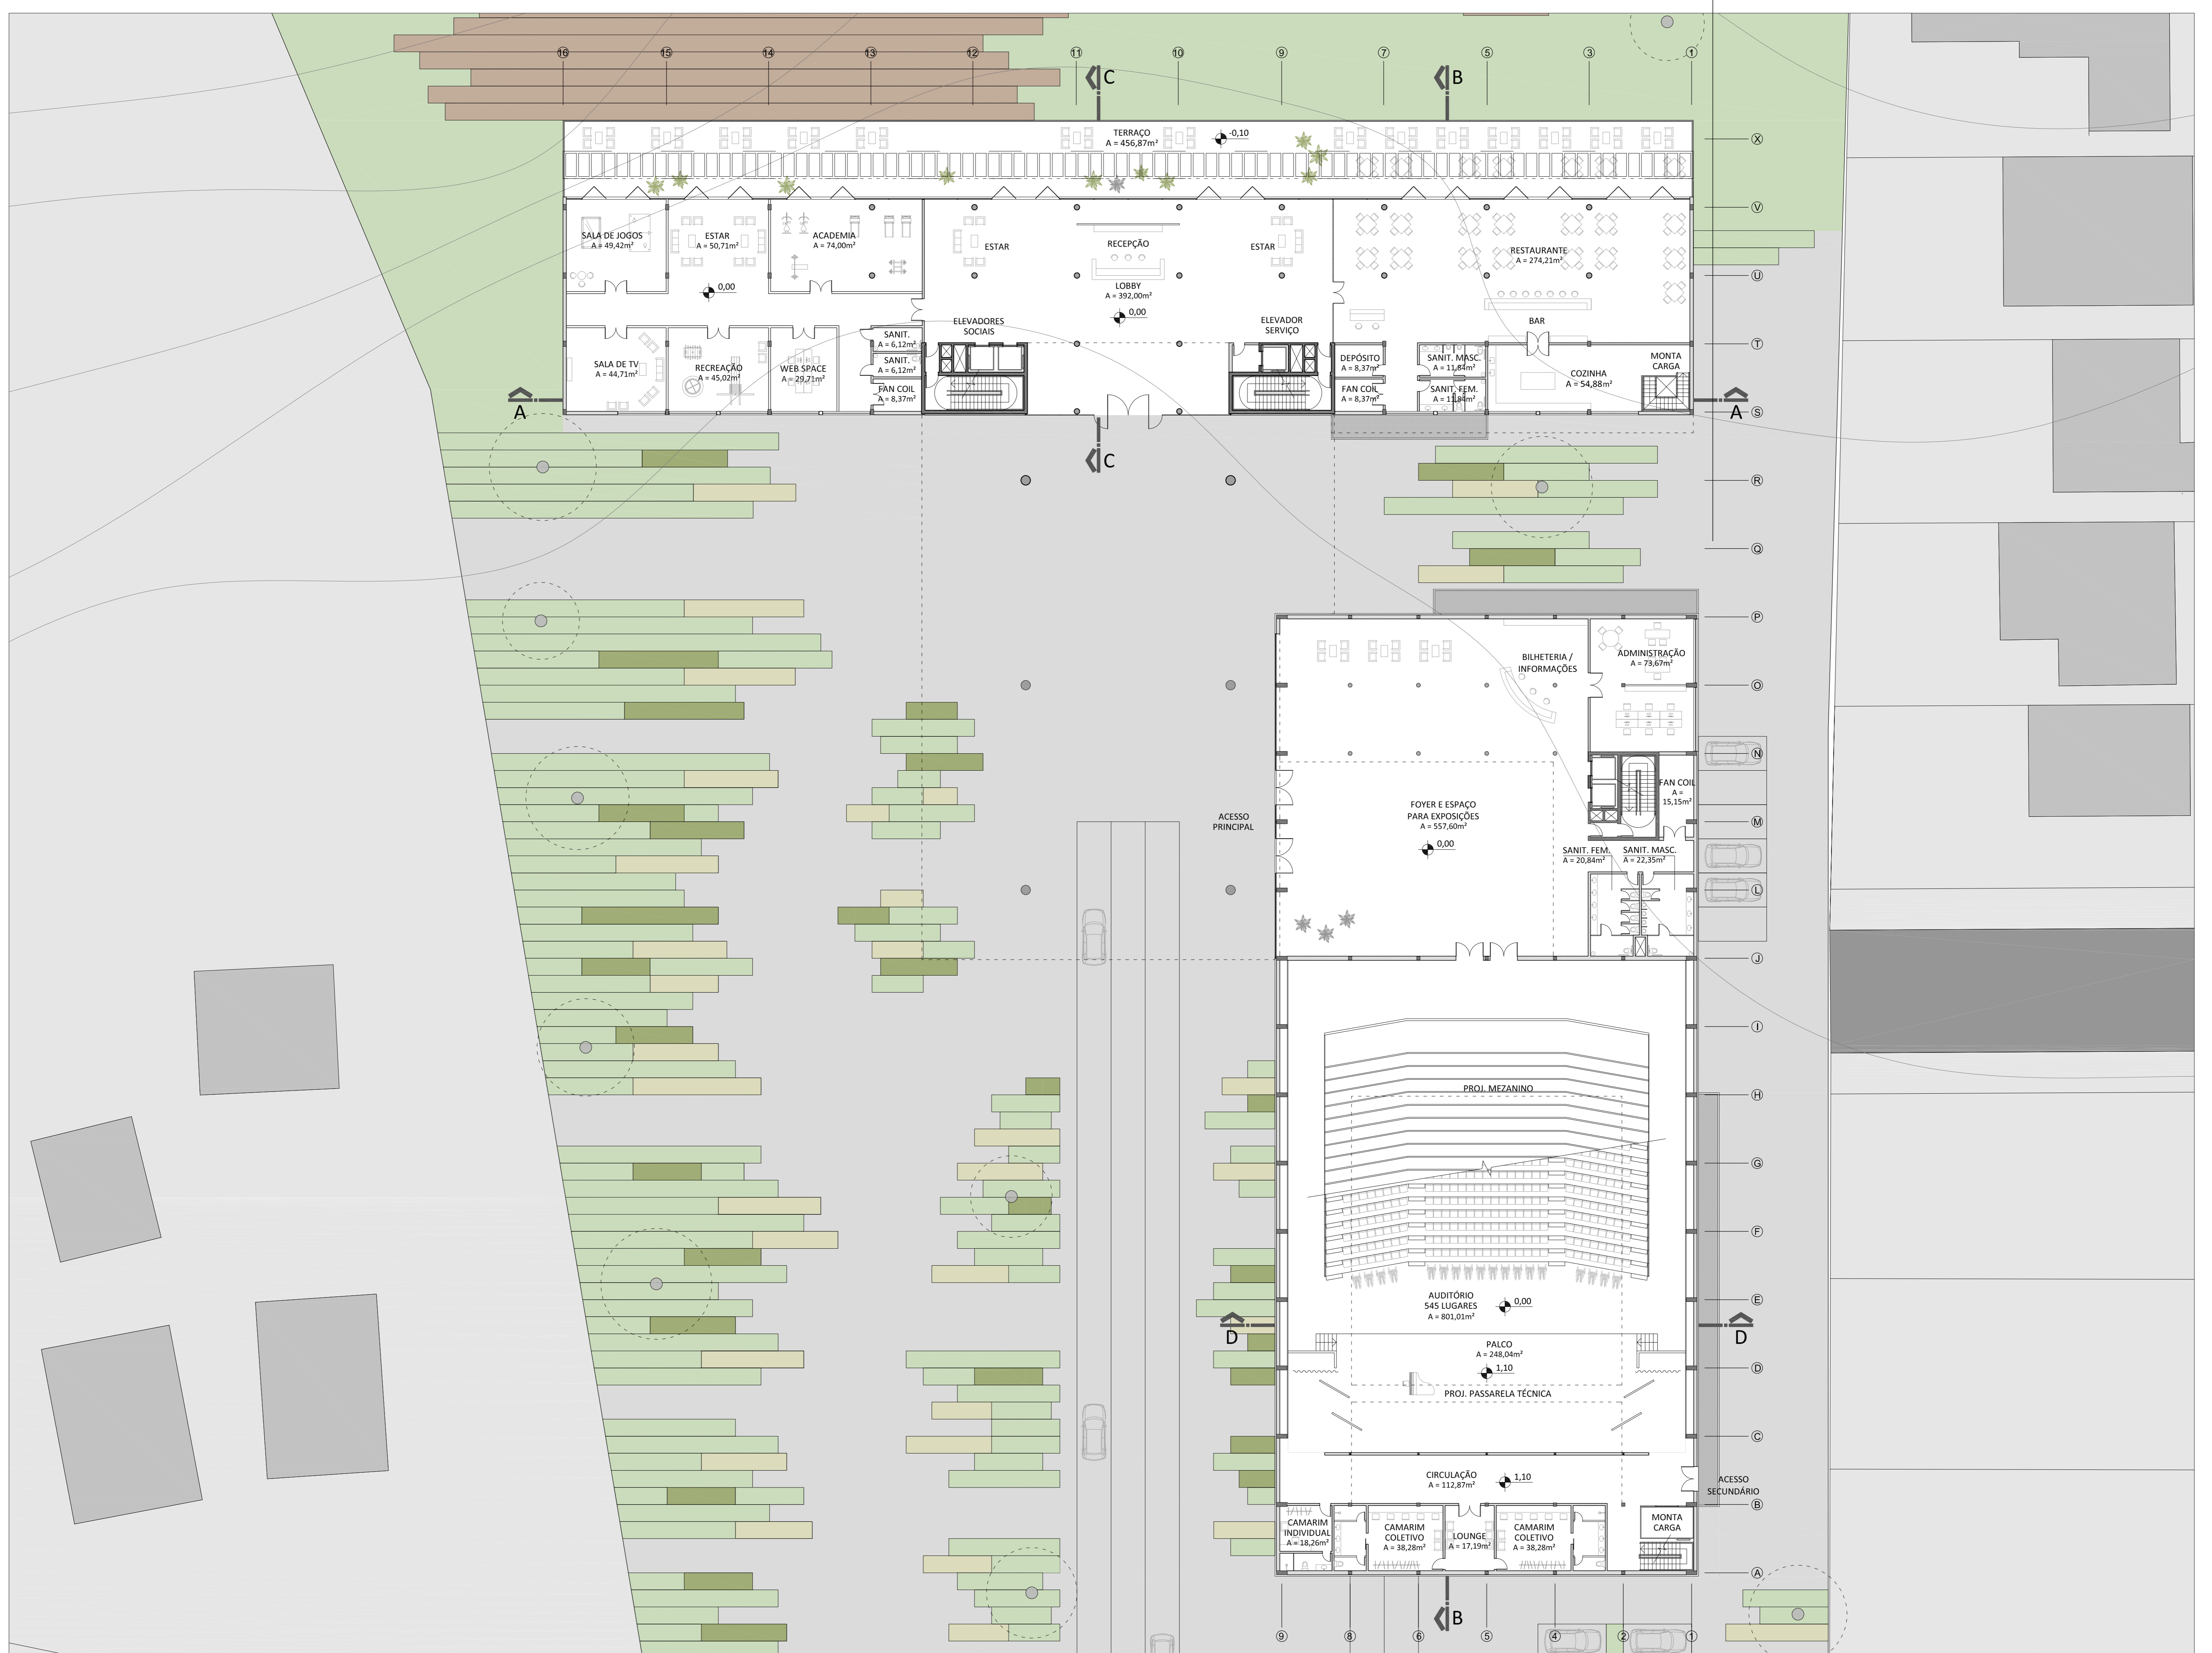 16
15
14
13
12
11
10
9
7
5
3
1
C
B
X
TERRAÇO
A = 456,87m²
-0,10
V
SALA DE JOGOS
A = 49,42m²
ESTAR
A = 50,71m²
ACADEMIA
A = 74,00m²
ESTAR
RECEPÇÃO
ESTAR
RESTAURANTE
A = 274,21m²
U
0,00
LOBBY
A = 392,00m²
0,00
ELEVADORES
SOCIAIS
ELEVADOR
SERVIÇO
BAR
SANIT.
A = 6,12m²
T
SALA DE TV
A = 44,71m²
RECREAÇÃO
A = 45,02m²
WEB SPACE
A = 29,71m²
SANIT.
A = 6,12m²
FAN COIL
A = 8,37m²
DEPÓSITO
A = 8,37m²
FAN COIL
A = 8,37m²
SANIT. MASC.
A = 11,84m²
SANIT. FEM.
A = 11,84m²
COZINHA
A = 54,88m²
MONTA
CARGA
A
A
S
C
R
Q
P
BILHETERIA /
INFORMAÇÕES
ADMINISTRAÇÃO
A = 73,67m²
O
N
FAN COIL
A =
15,15m²
ACESSO
PRINCIPAL
FOYER E ESPAÇO
PARA EXPOSIÇÕES
A = 557,60m²
0,00
M
SANIT. FEM.
A = 20,84m²
SANIT. MASC.
A = 22,35m²
L
J
I
PROJ. MEZANINO
H
G
F
AUDITÓRIO
545 LUGARES
A = 801,01m²
0,00
E
D
D
PALCO
A = 248,04m²
1,10
D
PROJ. PASSARELA TÉCNICA
C
CIRCULAÇÃO
A = 112,87m²
1,10
ACESSO
SECUNDÁRIO
B
CAMARIM
INDIVIDUAL
A = 18,26m²
CAMARIM
COLETIVO
A = 38,28m²
LOUNGE
A = 17,19m²
CAMARIM
COLETIVO
A = 38,28m²
MONTA
CARGA
A
B
9
8
6
5
4
2
1